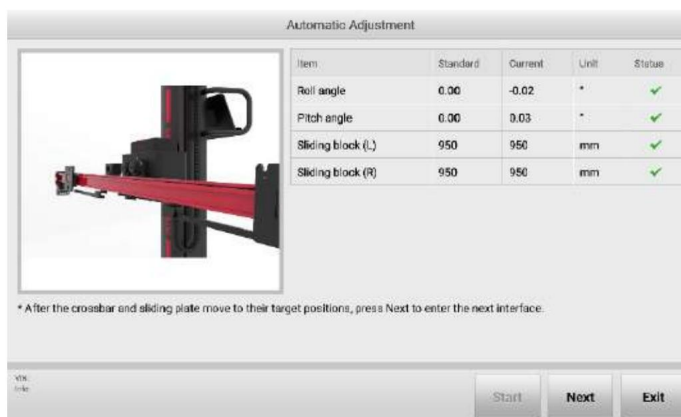 Automatic Adjustment
Item Standard Current Unit Status
Roll angle 0.00 -0.02 °
Pitch angle 0.00 0.03 °
Sliding block (L) 950 950 mm
Sliding block (R) 950 950 mm
* After the crossbar and sliding plate move to their target positions, press Next to enter the next interface.
VIN:
Start Next Exit